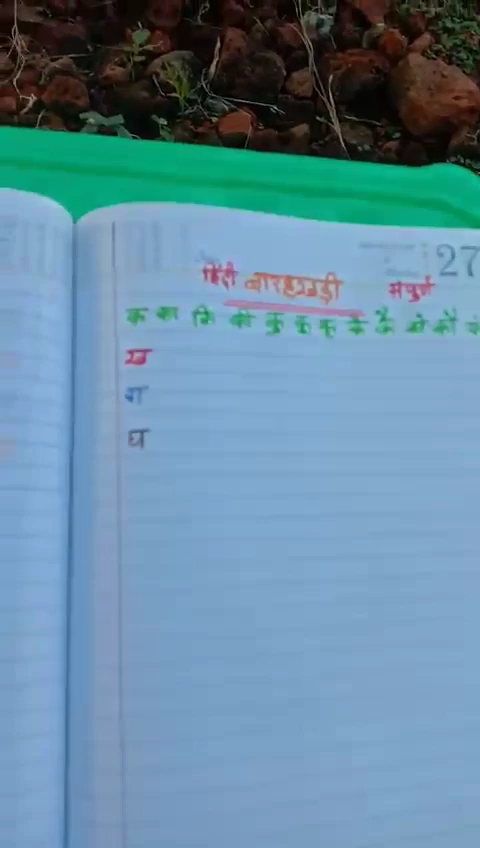 27
हिंदी बारहखड़ी संपुर्ण
क का कि की कु कू कृ के कै को कौ कं
ख
ग
घ